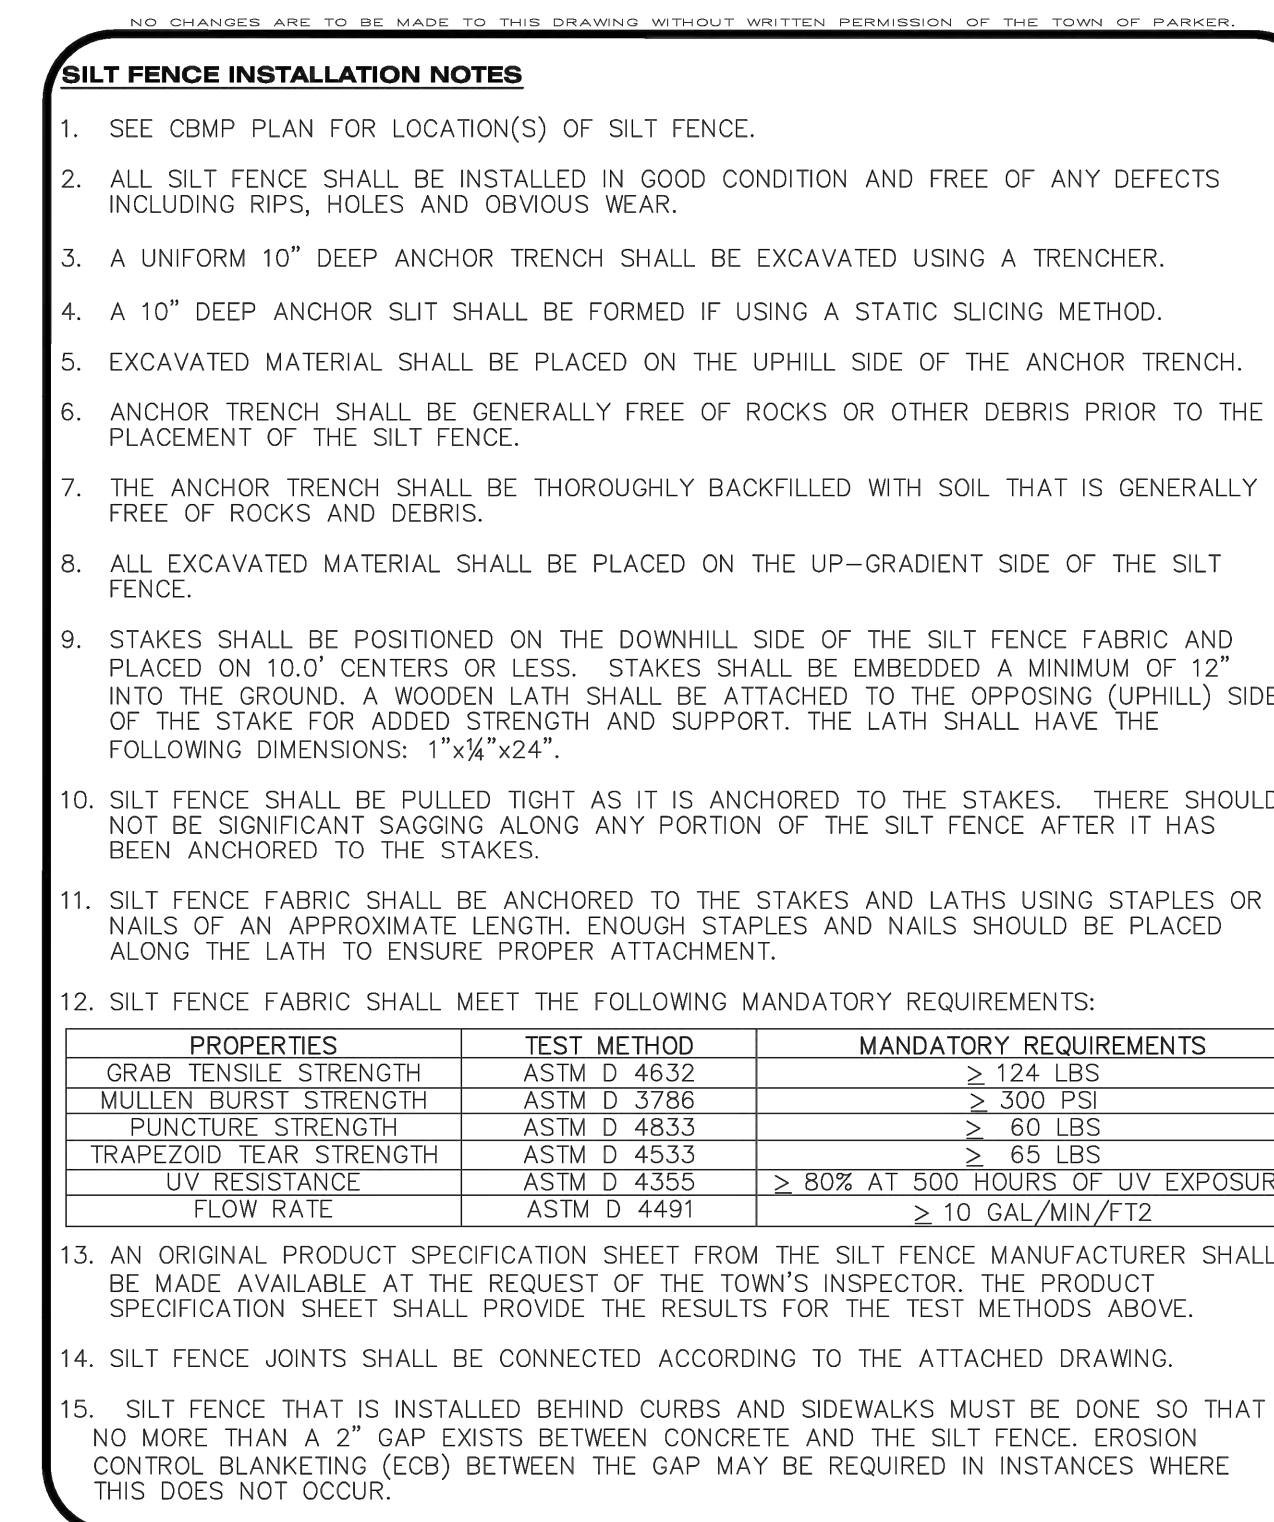 NO CHANGES ARE TO BE MADE TO THIS DRAWING WITHOUT WRITTEN PERMISSION OF THE TOWN OF PARKER.
SILT FENCE INSTALLATION NOTES
1. SEE CBMP PLAN FOR LOCATION(S) OF SILT FENCE.
2. ALL SILT FENCE SHALL BE INSTALLED IN GOOD CONDITION AND FREE OF ANY DEFECTS
INCLUDING RIPS, HOLES AND OBVIOUS WEAR.
3. A UNIFORM 10" DEEP ANCHOR TRENCH SHALL BE EXCAVATED USING A TRENCHER.
4. A 10" DEEP ANCHOR SLIT SHALL BE FORMED IF USING A STATIC SLICING METHOD.
5. EXCAVATED MATERIAL SHALL BE PLACED ON THE UPHILL SIDE OF THE ANCHOR TRENCH.
6. ANCHOR TRENCH SHALL BE GENERALLY FREE OF ROCKS OR OTHER DEBRIS PRIOR TO THE
PLACEMENT OF THE SILT FENCE.
7. THE ANCHOR TRENCH SHALL BE THOROUGHLY BACKFILLED WITH SOIL THAT IS GENERALLY
FREE OF ROCKS AND DEBRIS.
8. ALL EXCAVATED MATERIAL SHALL BE PLACED ON THE UP-GRADIENT SIDE OF THE SILT
FENCE.
9. STAKES SHALL BE POSITIONED ON THE DOWNHILL SIDE OF THE SILT FENCE FABRIC AND
PLACED ON 10.0' CENTERS OR LESS. STAKES SHALL BE EMBEDDED A MINIMUM OF 12"
INTO THE GROUND. A WOODEN LATH SHALL BE ATTACHED TO THE OPPOSING (UPHILL) SIDE
OF THE STAKE FOR ADDED STRENGTH AND SUPPORT. THE LATH SHALL HAVE THE
FOLLOWING DIMENSIONS: 1"x¼"x24".
10. SILT FENCE SHALL BE PULLED TIGHT AS IT IS ANCHORED TO THE STAKES. THERE SHOULD
NOT BE SIGNIFICANT SAGGING ALONG ANY PORTION OF THE SILT FENCE AFTER IT HAS
BEEN ANCHORED TO THE STAKES.
11. SILT FENCE FABRIC SHALL BE ANCHORED TO THE STAKES AND LATHS USING STAPLES OR
NAILS OF AN APPROXIMATE LENGTH. ENOUGH STAPLES AND NAILS SHOULD BE PLACED
ALONG THE LATH TO ENSURE PROPER ATTACHMENT.
12. SILT FENCE FABRIC SHALL MEET THE FOLLOWING MANDATORY REQUIREMENTS:
PROPERTIES TEST METHOD MANDATORY REQUIREMENTS
GRAB TENSILE STRENGTH ASTM D 4632 ≥ 124 LBS
MULLEN BURST STRENGTH ASTM D 3786 ≥ 300 PSI
PUNCTURE STRENGTH ASTM D 4833 ≥ 60 LBS
TRAPEZOID TEAR STRENGTH ASTM D 4533 ≥ 65 LBS
UV RESISTANCE ASTM D 4355 ≥ 80% AT 500 HOURS OF UV EXPOSUR
FLOW RATE ASTM D 4491 ≥ 10 GAL/MIN/FT2
13. AN ORIGINAL PRODUCT SPECIFICATION SHEET FROM THE SILT FENCE MANUFACTURER SHALL
BE MADE AVAILABLE AT THE REQUEST OF THE TOWN'S INSPECTOR. THE PRODUCT
SPECIFICATION SHEET SHALL PROVIDE THE RESULTS FOR THE TEST METHODS ABOVE.
14. SILT FENCE JOINTS SHALL BE CONNECTED ACCORDING TO THE ATTACHED DRAWING.
15. SILT FENCE THAT IS INSTALLED BEHIND CURBS AND SIDEWALKS MUST BE DONE SO THAT
NO MORE THAN A 2" GAP EXISTS BETWEEN CONCRETE AND THE SILT FENCE. EROSION
CONTROL BLANKETING (ECB) BETWEEN THE GAP MAY BE REQUIRED IN INSTANCES WHERE
THIS DOES NOT OCCUR.